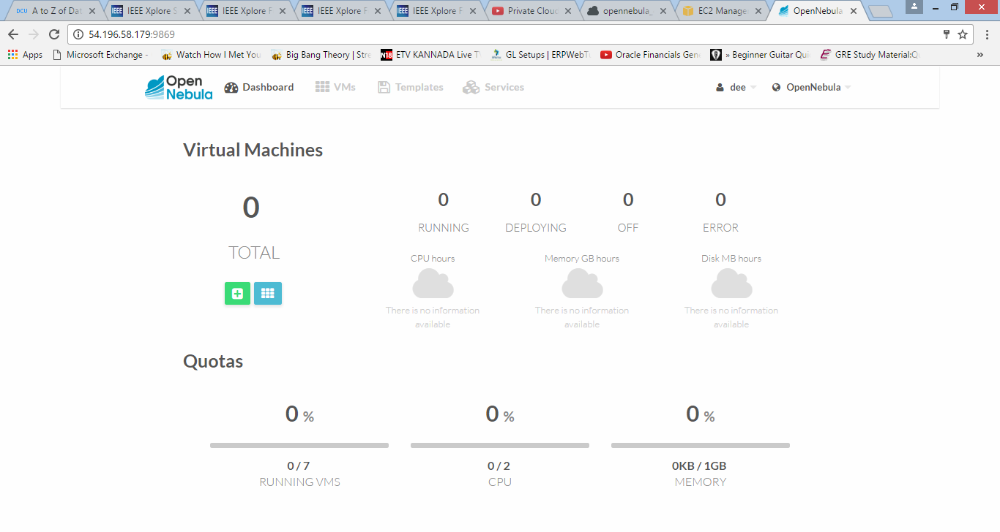 A to Z of Dat
IEEE Xplore S
IEEE Xplore F
IEEE Xplore F
IEEE Xplore F
Private Cloud
opennebula_
EC2 Manage
OpenNebula
54.196.58.179:9869
Apps
Microsoft Exchange -
Watch How I Met You
Big Bang Theory | Stre
ETV KANNADA Live T
GL Setups | ERPWebTu
Oracle Financials Gen
» Beginner Guitar Qui
GRE Study Material:Qu
»
Open
Nebula
Dashboard
VMs
Templates
Services
dee
OpenNebula
Virtual Machines
0
TOTAL
0
RUNNING
0
DEPLOYING
0
OFF
0
ERROR
CPU hours
There is no information
available
Memory GB hours
There is no information
available
Disk MB hours
There is no information
available
Quotas
0 %
0 / 7
RUNNING VMS
0 %
0 / 2
CPU
0 %
0KB / 1GB
MEMORY